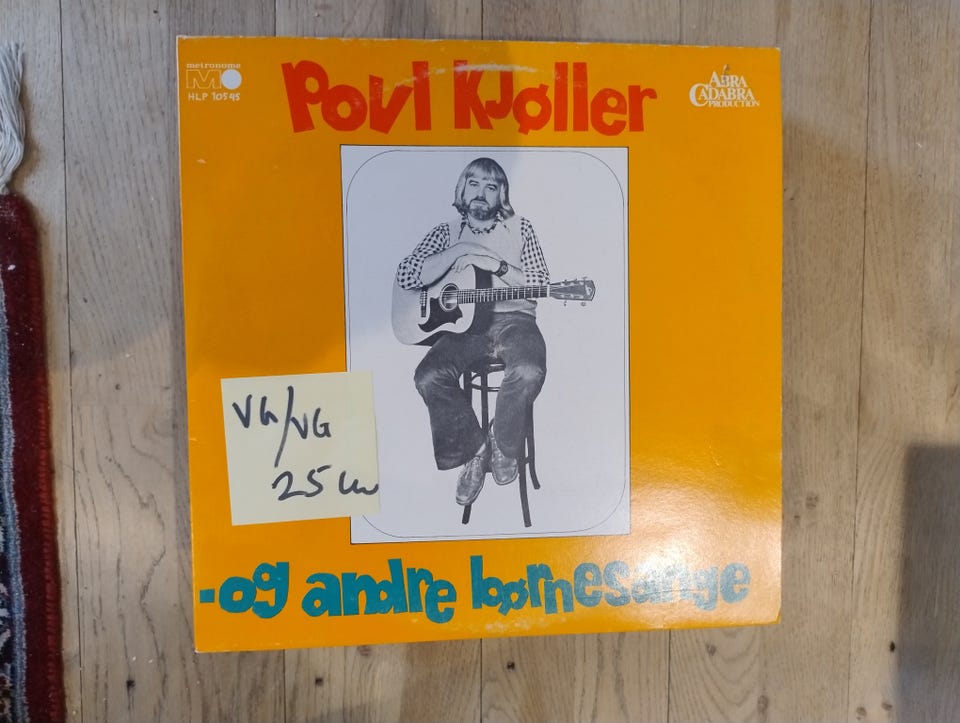 metronome
MO
HLP 10545
Povl Kjøller
ABRA
CADABRA
PRODUCTION
VG/VG
25 kr
-og andre børnesange